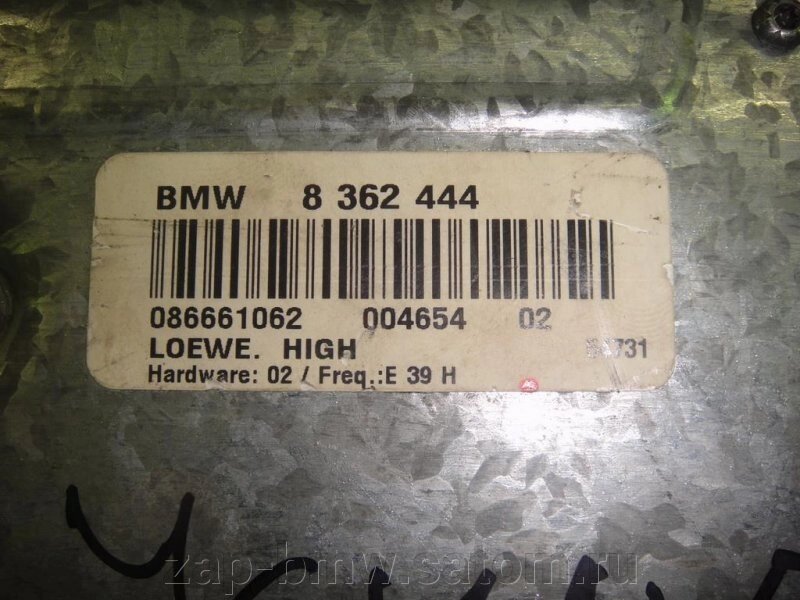 BMW 8 362 444
086661062 004654 02
LOEWE. HIGH
Hardware: 02 / Freq.:E 39 H
zap-bmw.satom.ru